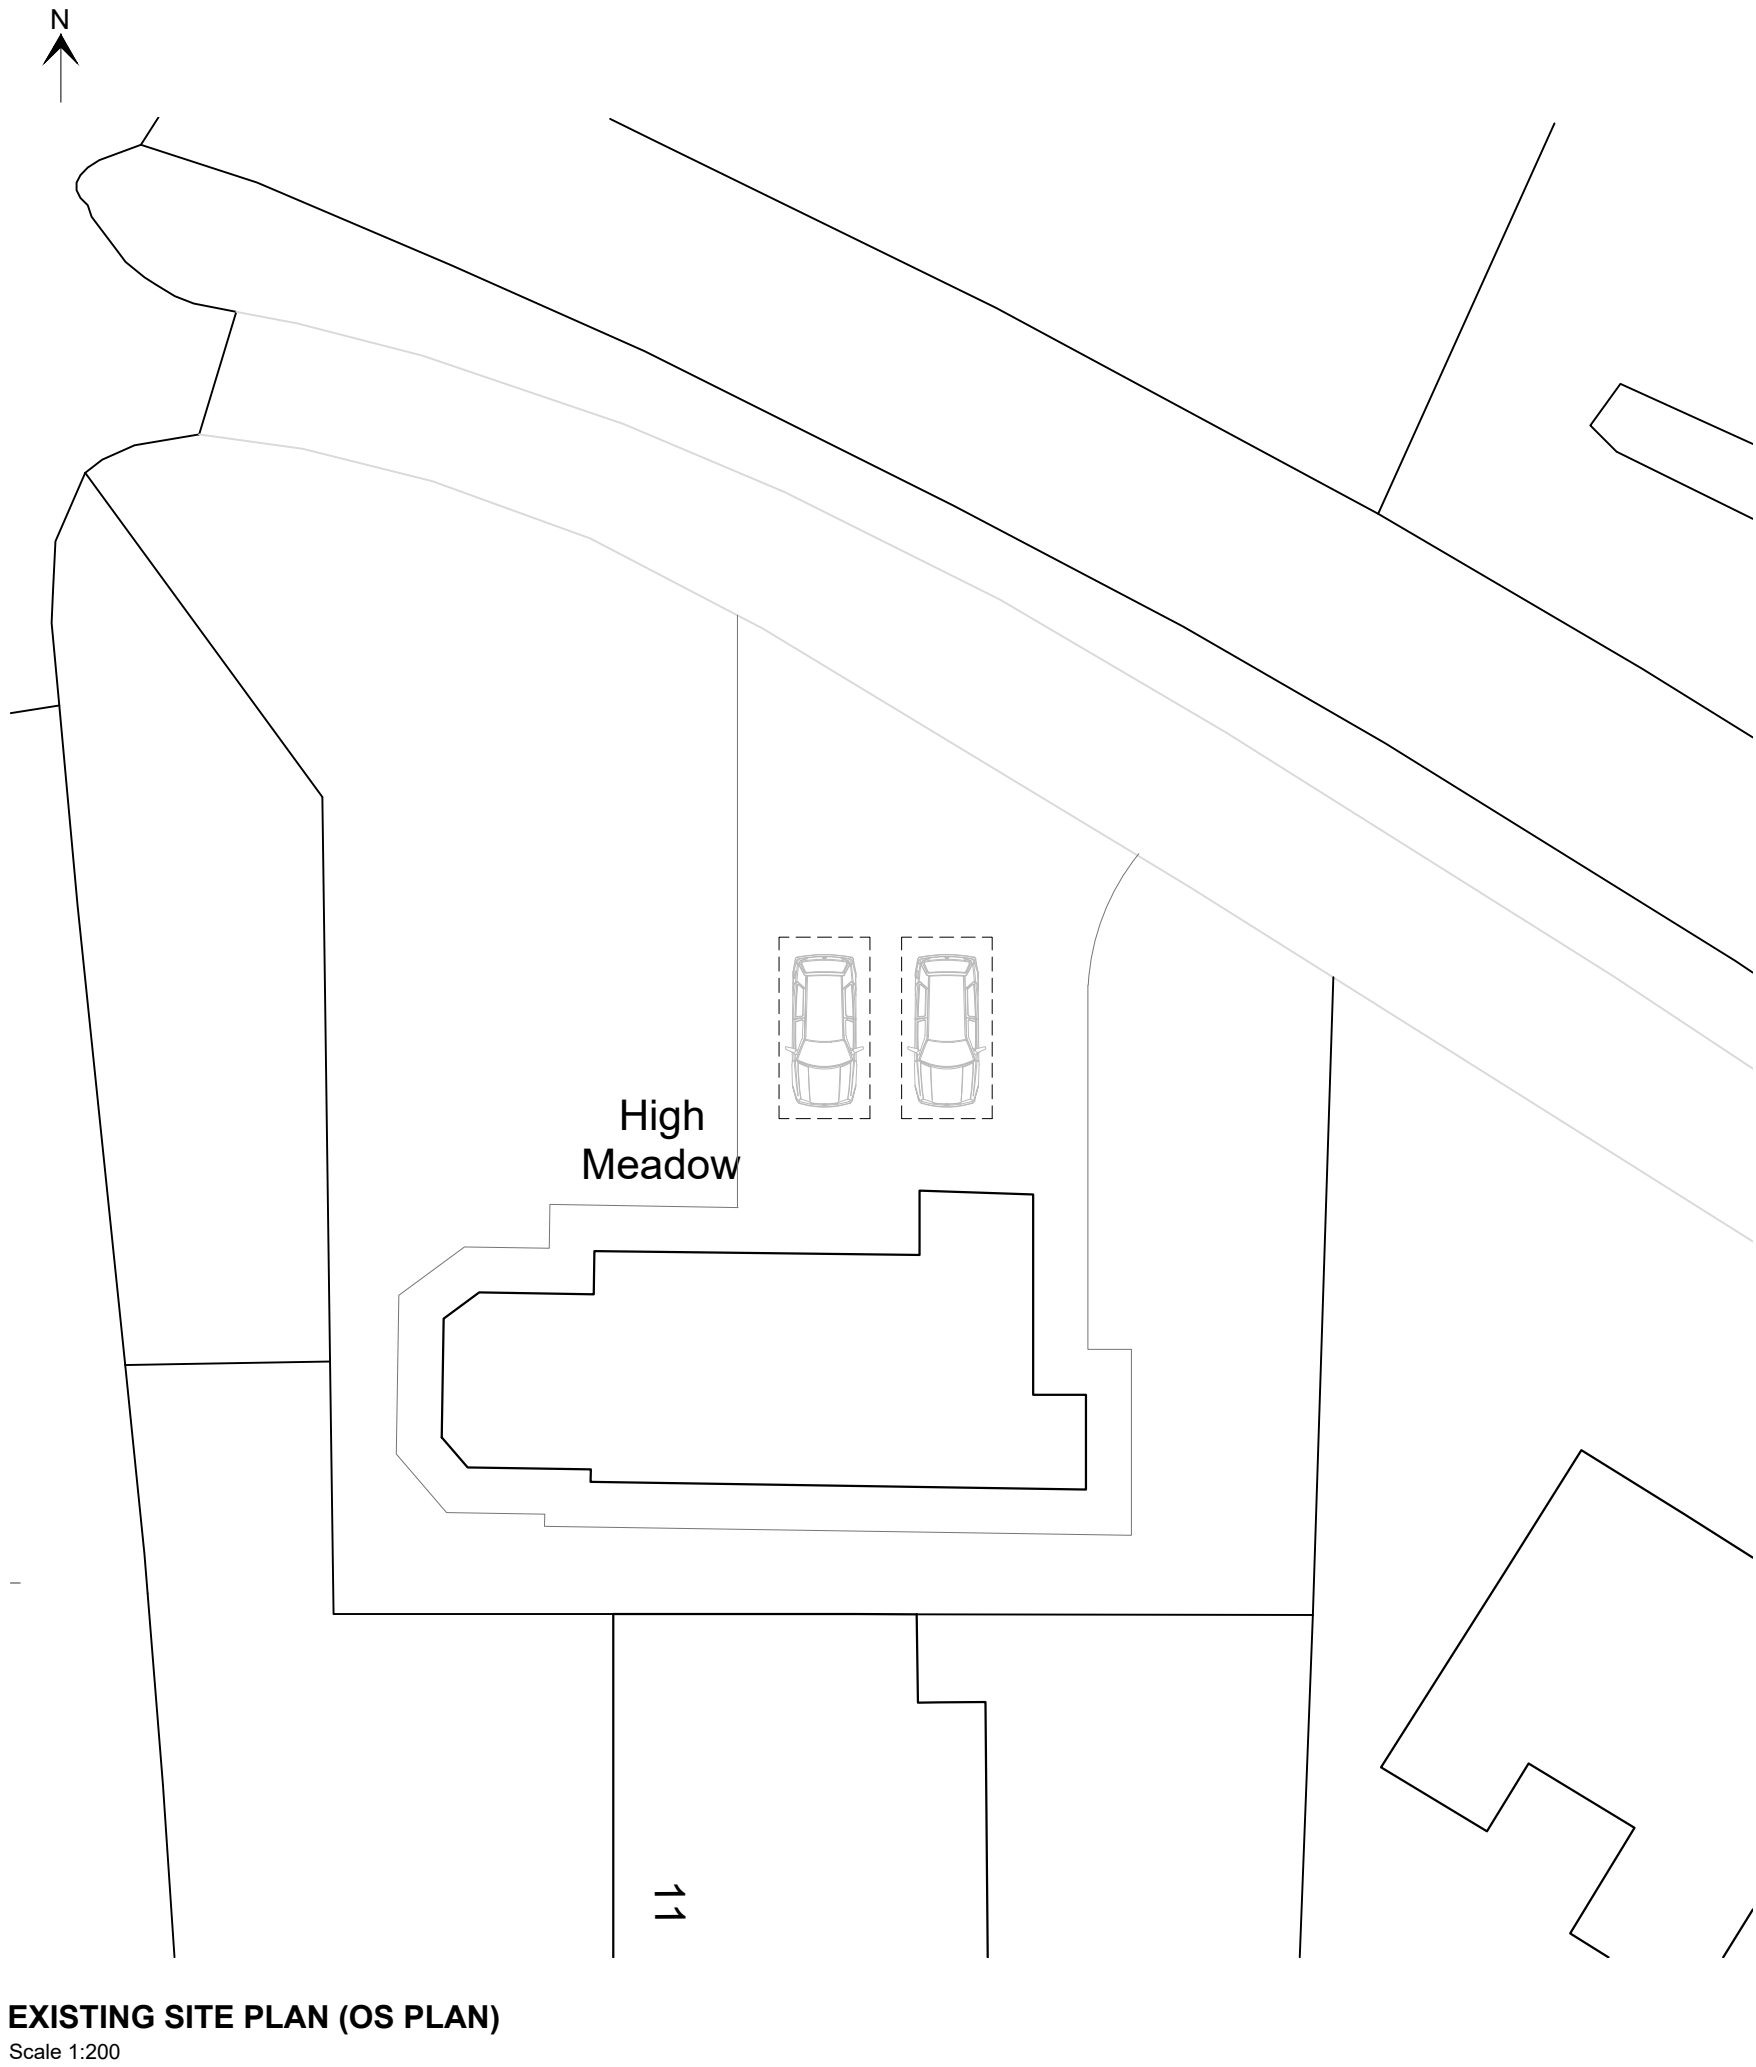 N
High
Meadow
11
EXISTING SITE PLAN (OS PLAN)
Scale 1:200